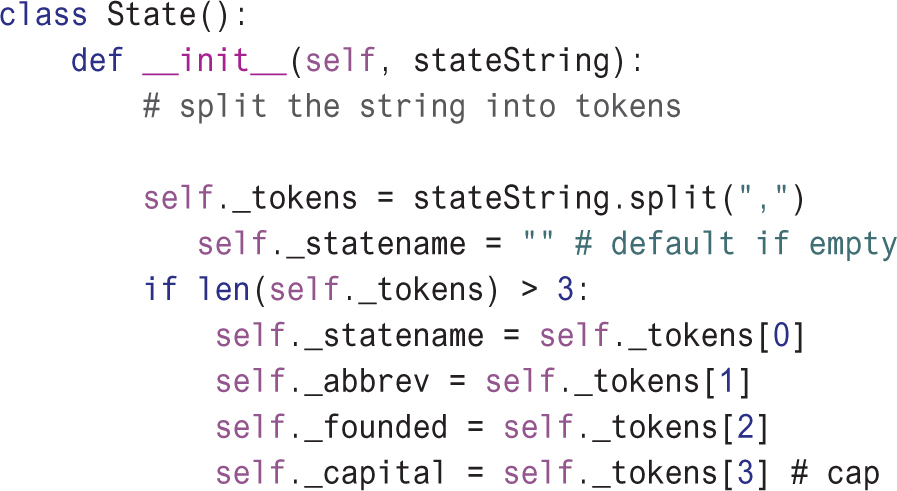 class State():
    def __init__(self, stateString):
        # split the string into tokens

        self._tokens = stateString.split(",")
           self._statename = "" # default if empty
        if len(self._tokens) > 3:
            self._statename = self._tokens[0]
            self._abbrev = self._tokens[1]
            self._founded = self._tokens[2]
            self._capital = self._tokens[3] # cap